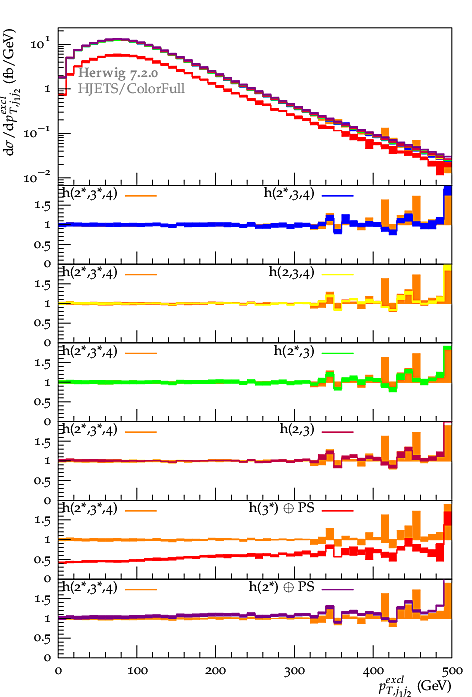 dσ/dp^{excl}_{T,j1j2} (fb/GeV)
10^1
1
10^{-1}
10^{-2}
Herwig 7.2.0
HJETS/ColorFull
h(2*,3*,4) h(2*,3,4)
1.5
1
0.5
0
h(2*,3*,4) h(2,3,4)
1.5
1
0.5
0
h(2*,3*,4) h(2*,3)
1.5
1
0.5
0
h(2*,3*,4) h(2,3)
1.5
1
0.5
0
h(2*,3*,4) h(3*) ⊕ PS
1.5
1
0.5
0
h(2*,3*,4) h(2*) ⊕ PS
1.5
1
0.5
0
0 100 200 300 400 500
p^{excl}_{T,j1j2} (GeV)